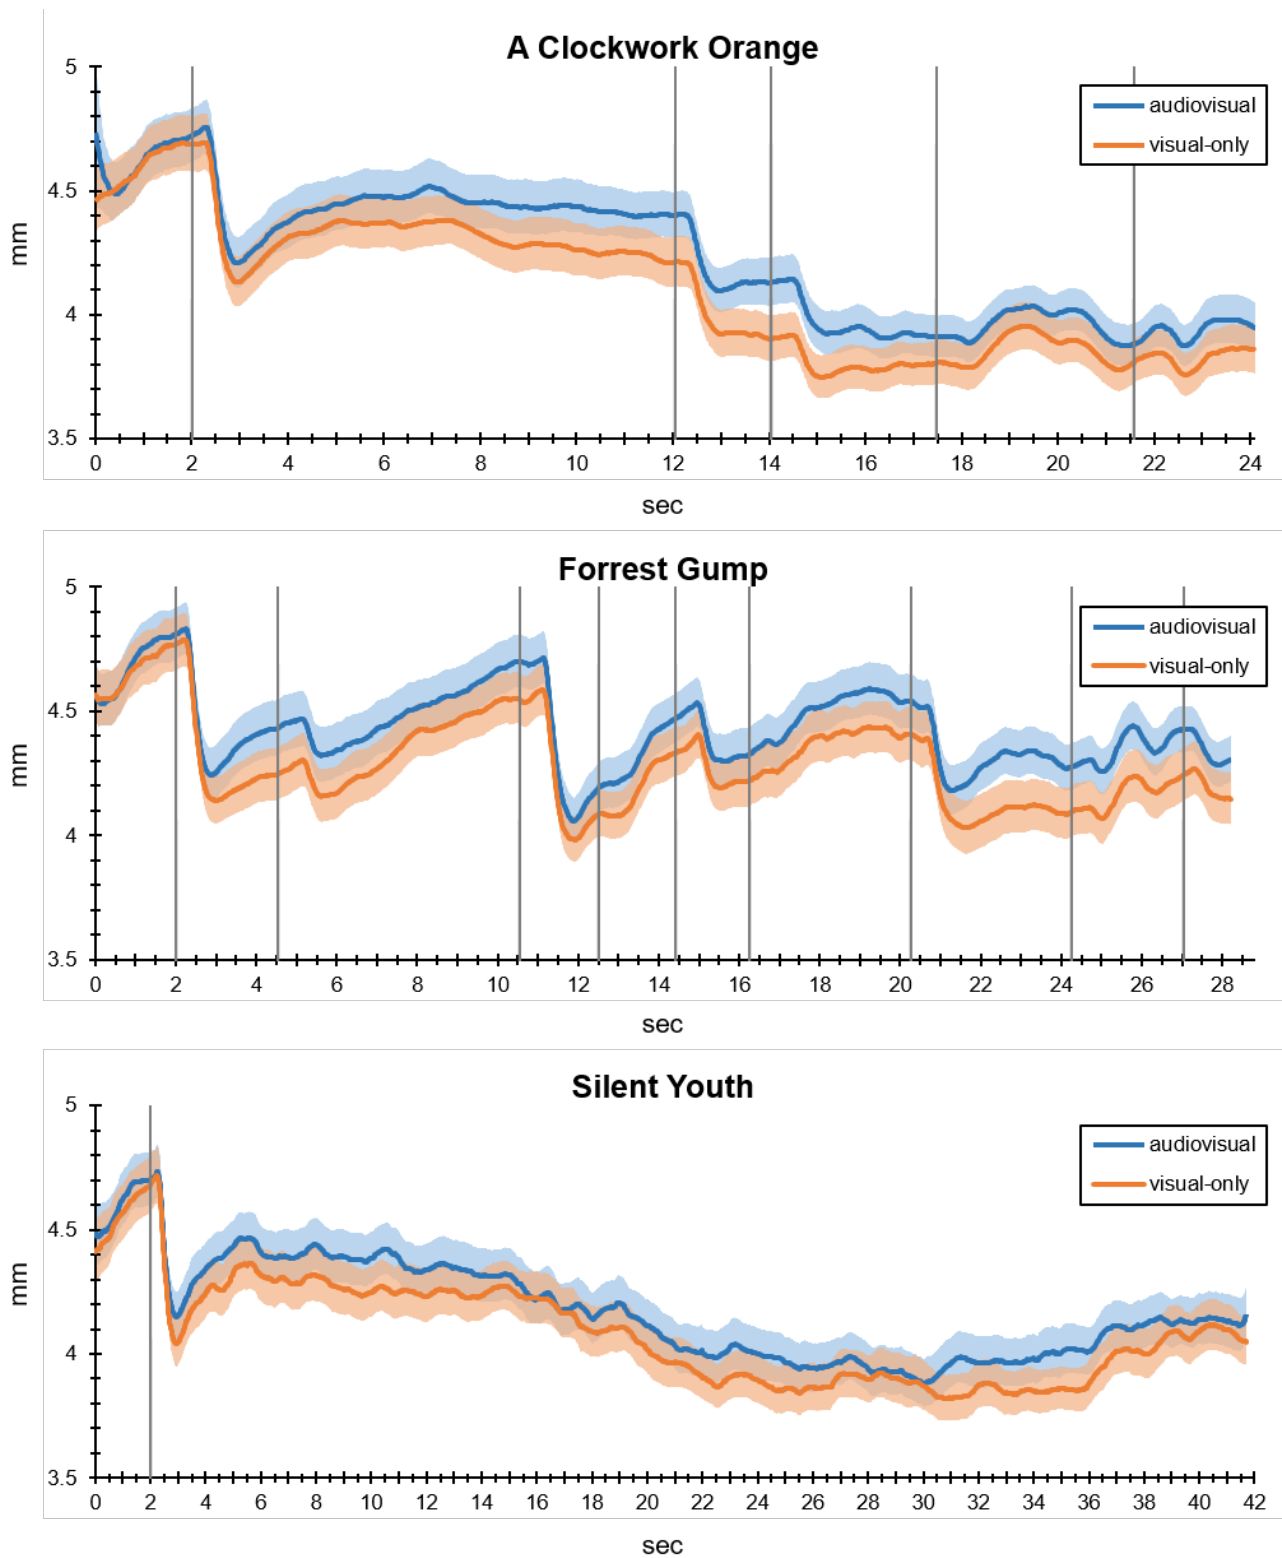 A Clockwork Orange
5
4.5
4
3.5
mm
audiovisual
visual-only
0 2 4 6 8 10 12 14 16 18 20 22 24
sec
Forrest Gump
5
4.5
4
3.5
mm
audiovisual
visual-only
0 2 4 6 8 10 12 14 16 18 20 22 24 26 28
sec
Silent Youth
5
4.5
4
3.5
mm
audiovisual
visual-only
0 2 4 6 8 10 12 14 16 18 20 22 24 26 28 30 32 34 36 38 40 42
sec